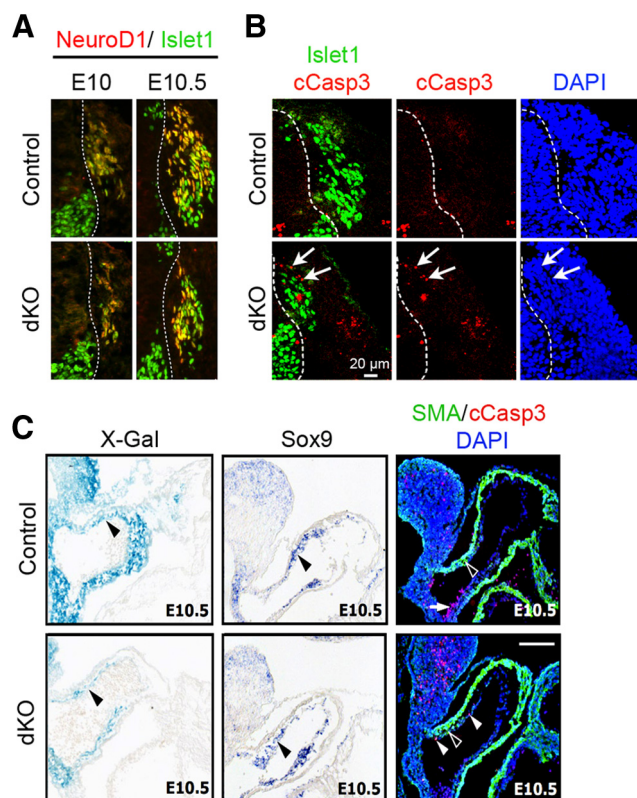 A
NeuroD1/ Islet1
E10 E10.5
Control
dKO
B
Islet1
cCasp3 cCasp3 DAPI
Control
dKO
20 µm
C
X-Gal Sox9 SMA/cCasp3
DAPI
Control
E10.5 E10.5 E10.5
dKO
E10.5 E10.5 E10.5